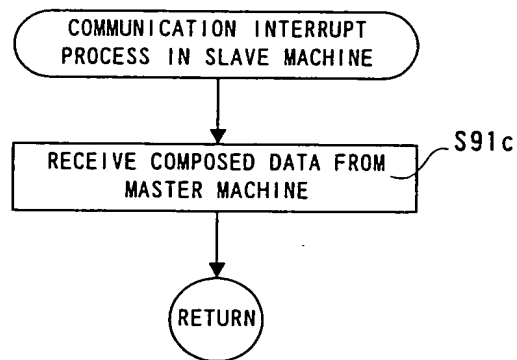 COMMUNICATION INTERRUPT
PROCESS IN SLAVE MACHINE
RECEIVE COMPOSED DATA FROM
MASTER MACHINE
S91c
RETURN